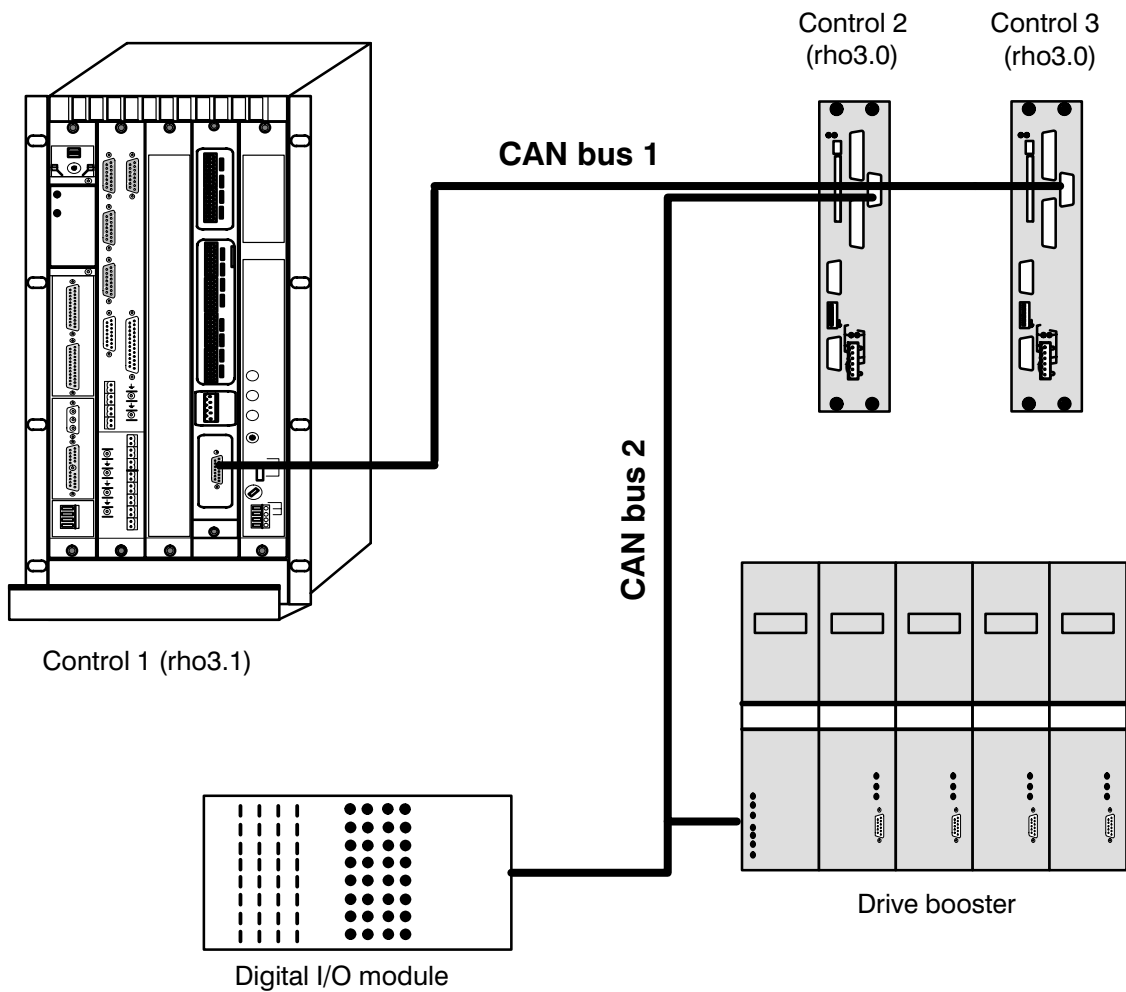 Control 2
(rho3.0)
Control 3
(rho3.0)
CAN bus 1
CAN bus 2
Control 1 (rho3.1)
Drive booster
Digital I/O module